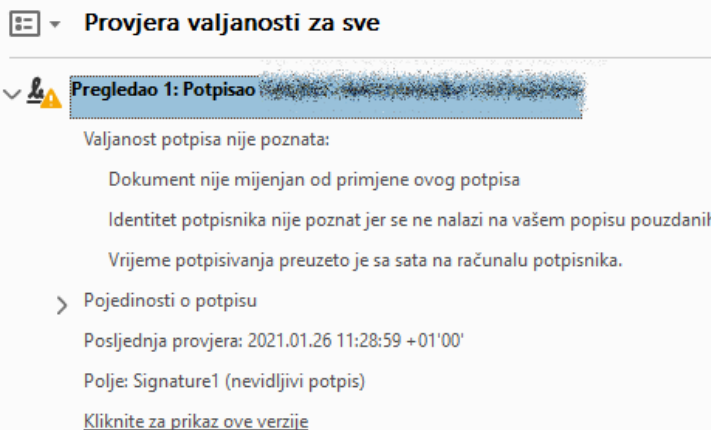 Provjera valjanosti za sve
Pregledao 1: Potpisao
Valjanost potpisa nije poznata:
Dokument nije mijenjan od primjene ovog potpisa
Identitet potpisnika nije poznat jer se ne nalazi na vašem popisu
Vrijeme potpisivanja preuzeto je sa sata na računalu potpisnika.
Pojedinosti o potpisu
Posljednja provjera: 2021.01.26 11:28:59 +01'00'
Polje: Signature1 (nevidljivi potpis)
Kliknite za prikaz ove verzije